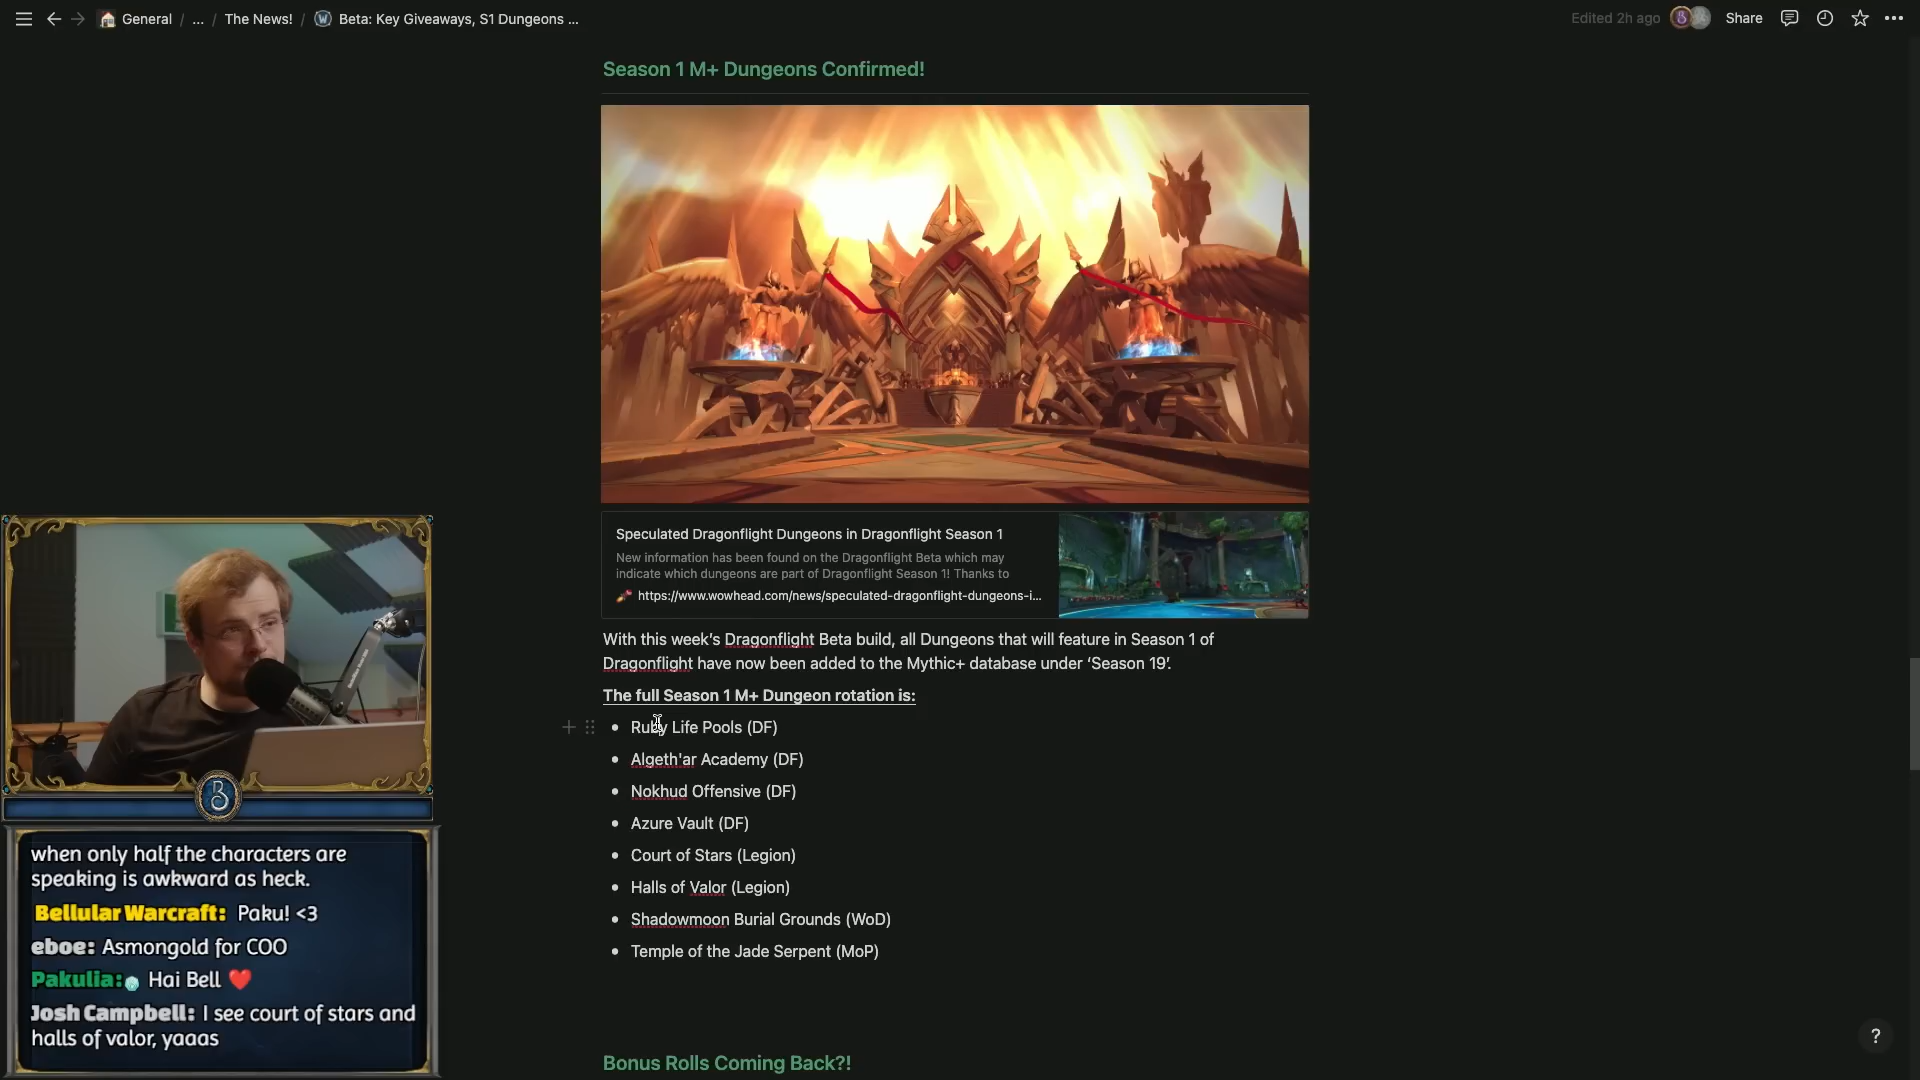 General / ... / The News! / Beta: Key Giveaways, S1 Dungeons ...
Edited 2h ago
Share
Season 1 M+ Dungeons Confirmed!
Speculated Dragonflight Dungeons in Dragonflight Season 1
New information has been found on the Dragonflight Beta which may
indicate which dungeons are part of Dragonflight Season 1! Thanks to
https://www.wowhead.com/news/speculated-dragonflight-dungeons-i...
With this week’s Dragonflight Beta build, all Dungeons that will feature in Season 1 of
Dragonflight have now been added to the Mythic+ database under ‘Season 19’.
The full Season 1 M+ Dungeon rotation is:
Ruby Life Pools (DF)
Algeth'ar Academy (DF)
Nokhud Offensive (DF)
Azure Vault (DF)
Court of Stars (Legion)
Halls of Valor (Legion)
Shadowmoon Burial Grounds (WoD)
Temple of the Jade Serpent (MoP)
Bonus Rolls Coming Back?!
when only half the characters are
speaking is awkward as heck.
Bellular Warcraft: Paku! <3
eboe: Asmongold for COO
Pakulia: Hai Bell ❤️
Josh Campbell: I see court of stars and
halls of valor, yaaas
B
?